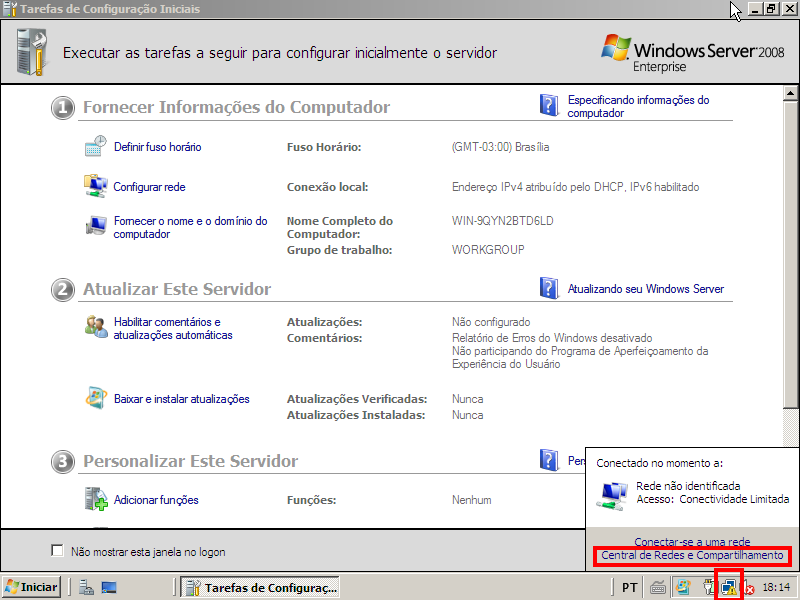 Tarefas de Configuração Iniciais
Executar as tarefas a seguir para configurar inicialmente o servidor
Windows Server 2008
Enterprise
1 Fornecer Informações do Computador
Especificando informações do
computador
Definir fuso horário
Fuso Horário:
(GMT-03:00) Brasília
Configurar rede
Conexão local:
Endereço IPv4 atribuído pelo DHCP, IPv6 habilitado
Fornecer o nome e o domínio do
computador
Nome Completo do
Computador:
WIN-9QYN2BTD6LD
Grupo de trabalho:
WORKGROUP
2 Atualizar Este Servidor
Atualizando seu Windows Server
Habilitar comentários e
atualizações automáticas
Atualizações:
Não configurado
Comentários:
Relatório de Erros do Windows desativado
Não participando do Programa de Aperfeiçoamento da
Experiência do Usuário
Baixar e instalar atualizações
Atualizações Verificadas:
Nunca
Atualizações Instaladas:
Nunca
3 Personalizar Este Servidor
Pers
Adicionar funções
Funções:
Nenhum
Conectado no momento a:
Rede não identificada
Acesso: Conectividade Limitada
Conectar-se a uma rede
Central de Redes e Compartilhamento
Não mostrar esta janela no logon
Iniciar
Tarefas de Configuraç...
PT
18:14